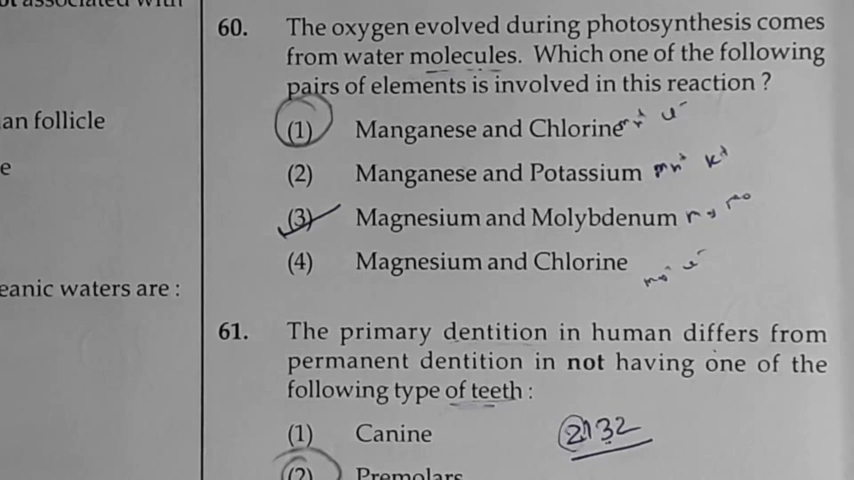 an follicle
e
eanic waters are :
60. The oxygen evolved during photosynthesis comes
from water molecules. Which one of the following
pairs of elements is involved in this reaction ?
(1) Manganese and Chlorine
(2) Manganese and Potassium Mn+ K+
(3) Magnesium and Molybdenum
(4) Magnesium and Chlorine
61. The primary dentition in human differs from
permanent dentition in not having one of the
following type of teeth :
(1) Canine 2132
(2) Premolars